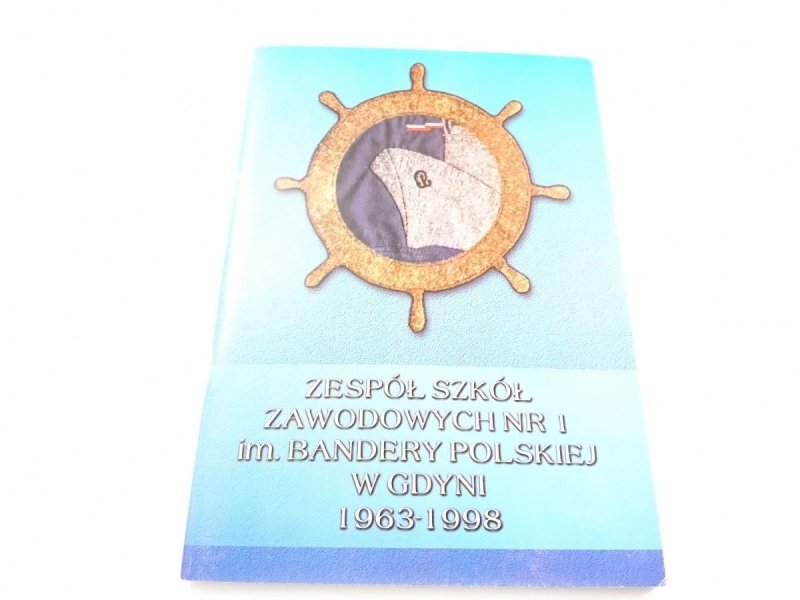 ZESPÓŁ SZKÓŁ
ZAWODOWYCH NR 1
im. BANDERY POLSKIEJ
W GDYNI
1963-1998